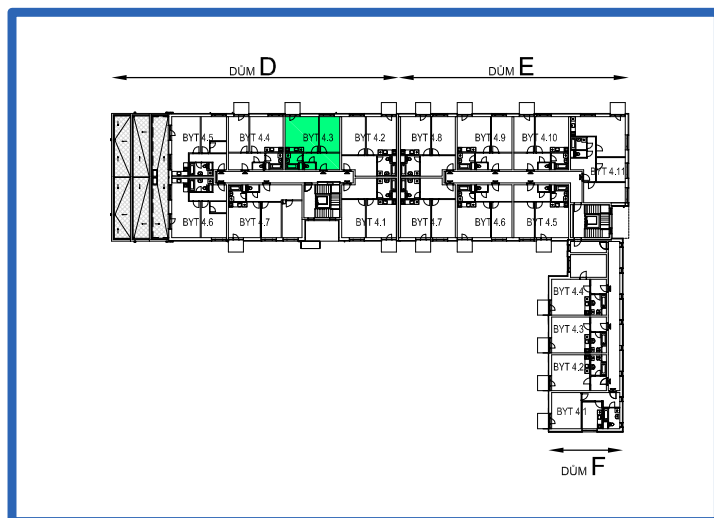 DŮM D DŮM E
BYT 4.5 BYT 4.4 BYT 4.3 BYT 4.2 BYT 4.8 BYT 4.9 BYT 4.10
BYT 4.11
BYT 4.6 BYT 4.7 BYT 4.1 BYT 4.7 BYT 4.6 BYT 4.5
BYT 4.4
BYT 4.3
BYT 4.2
BYT 4.1
DŮM F